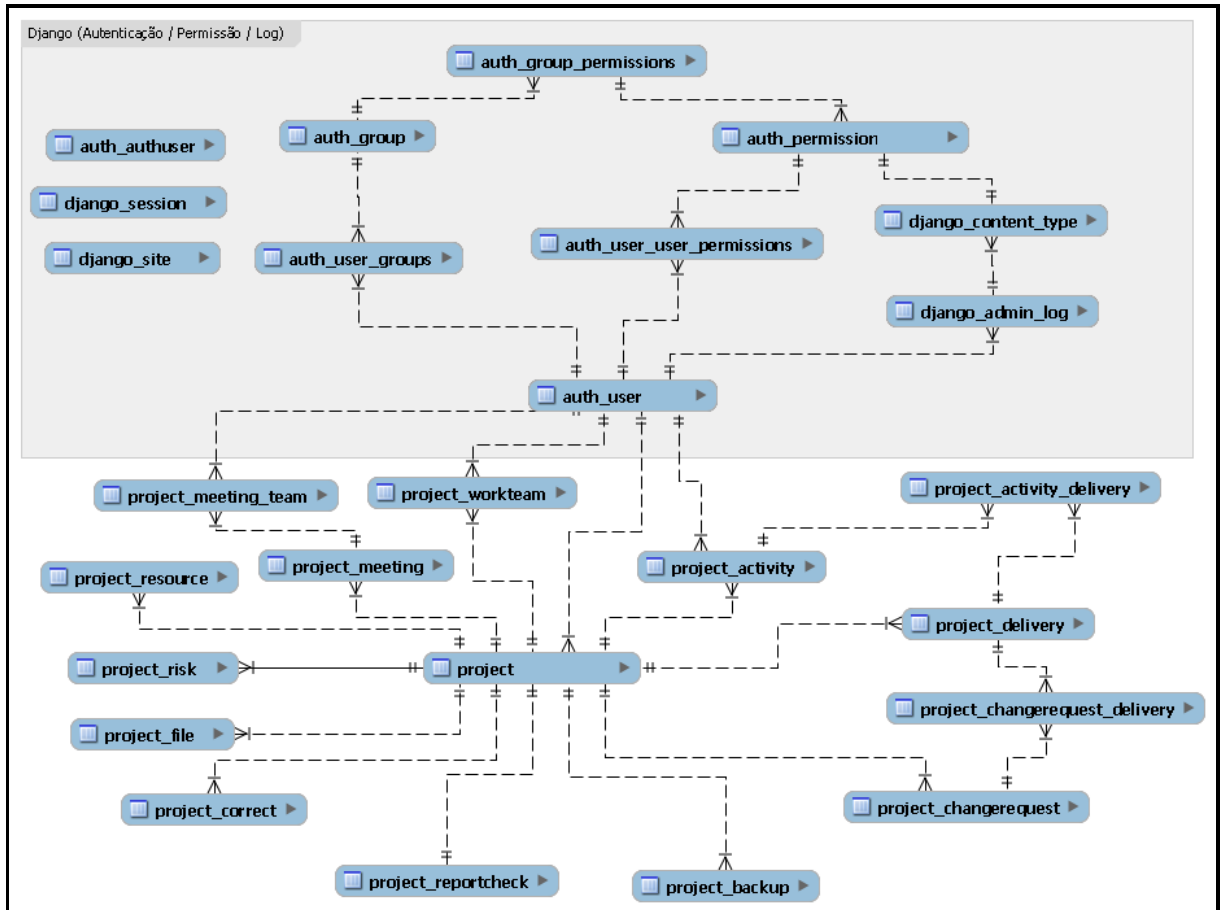 Django (Autenticação / Permissão / Log)
auth_group_permissions
auth_group
auth_permission
auth_authuser
django_session
django_content_type
auth_user_user_permissions
django_site
auth_user_groups
django_admin_log
auth_user
project_meeting_team
project_workteam
project_activity_delivery
project_resource
project_meeting
project_activity
project_delivery
project_risk
project
project_changerequest_delivery
project_file
project_correct
project_changerequest
project_reportcheck
project_backup